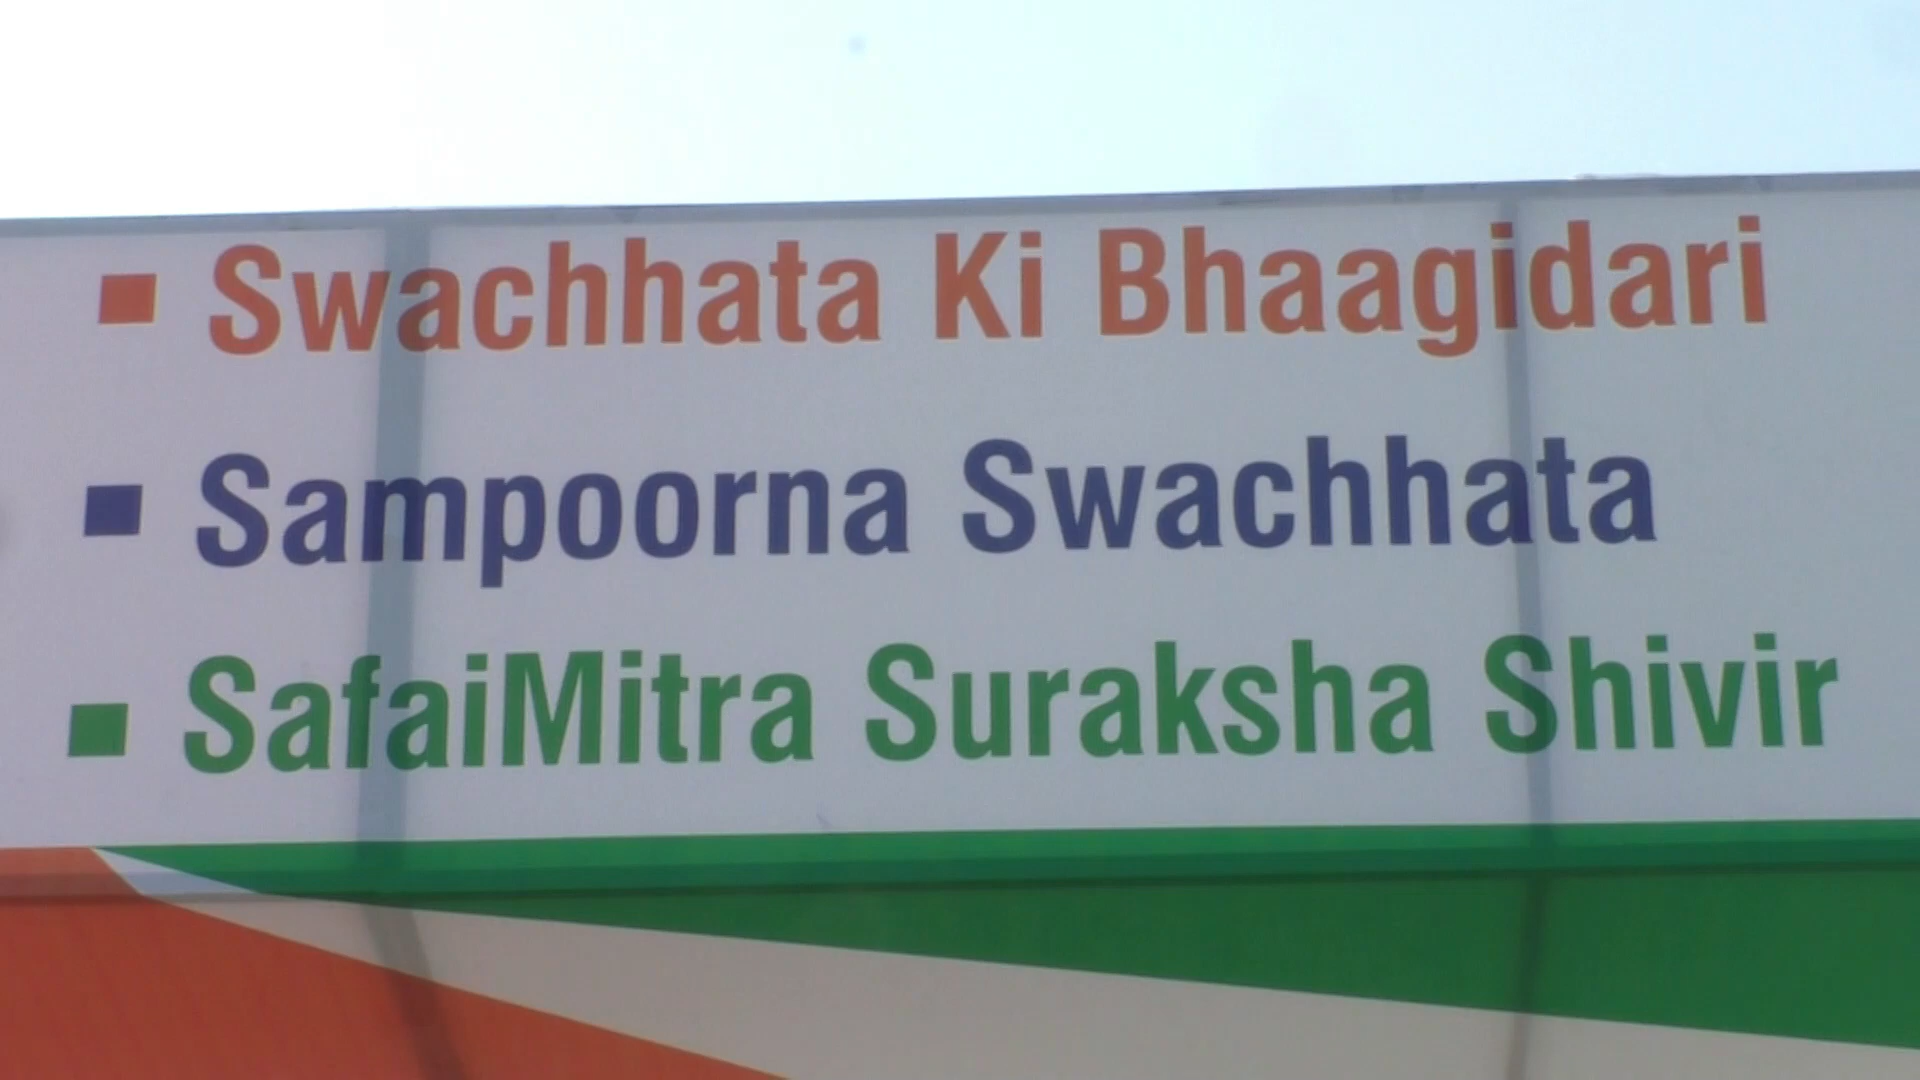 ▪ Swachhata Ki Bhaagidari
▪ Sampoorna Swachhata
▪ SafaiMitra Suraksha Shivir